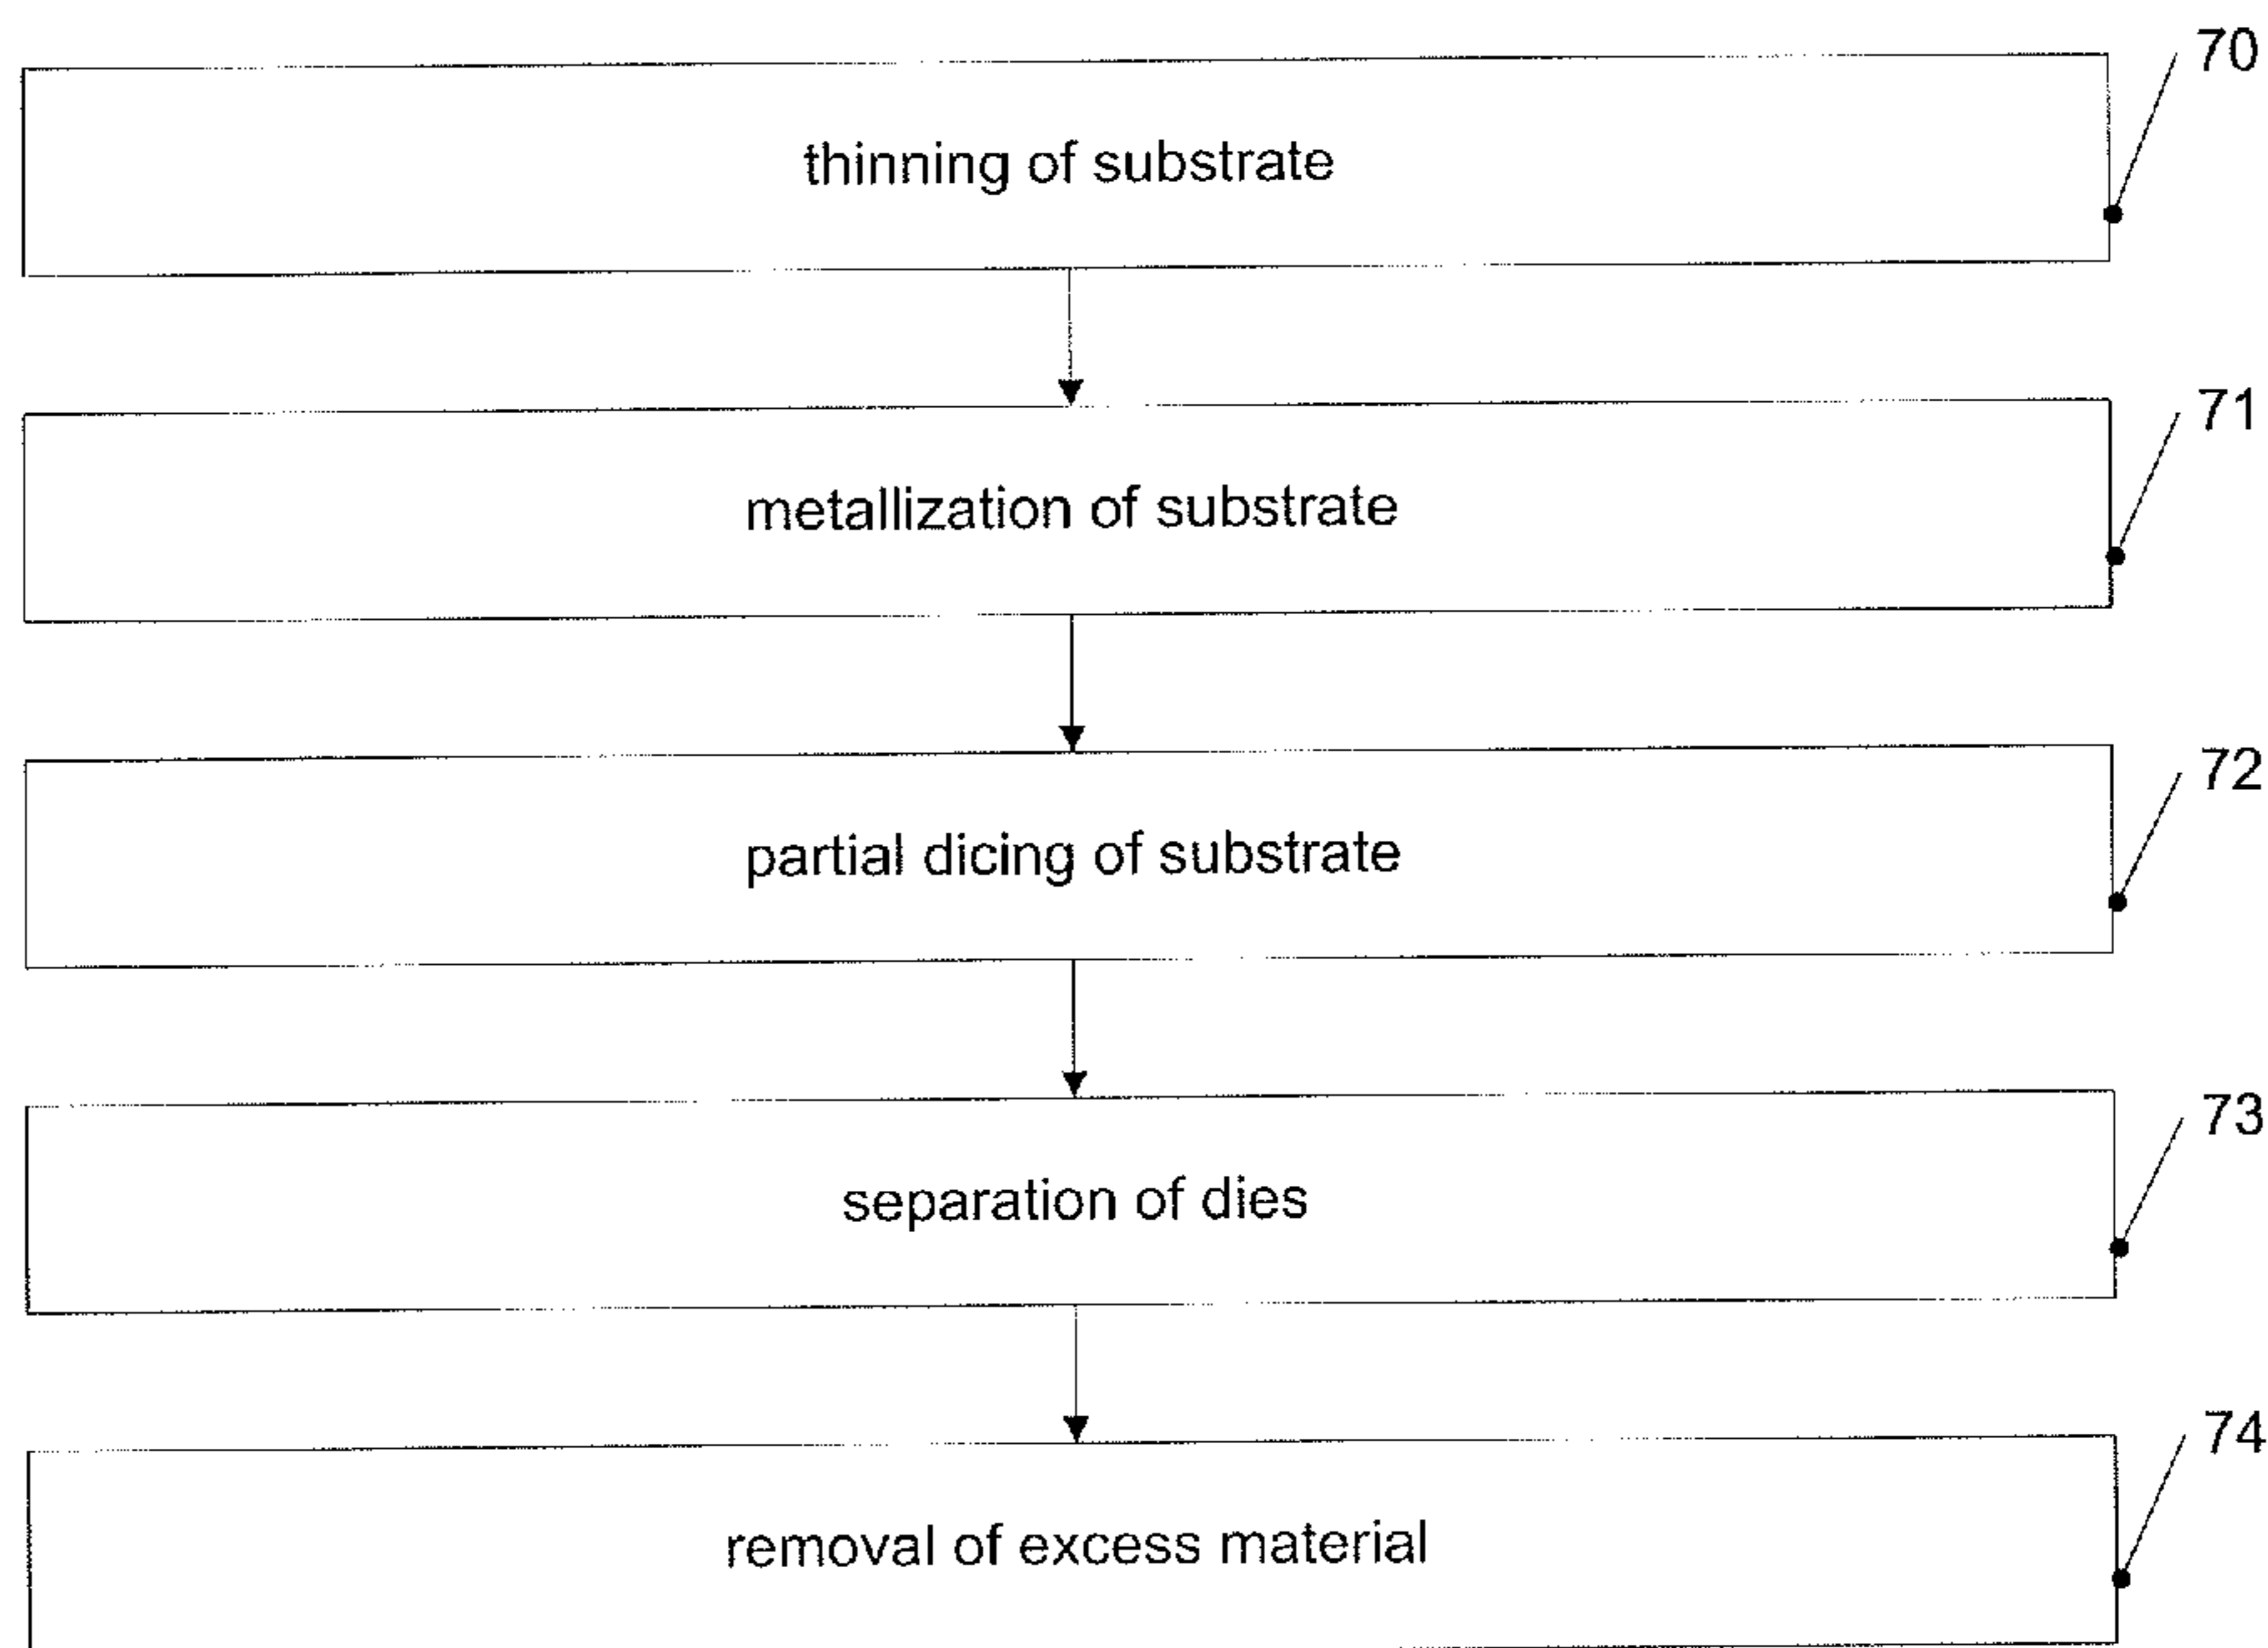 70
thinning of substrate
71
metallization of substrate
72
partial dicing of substrate
73
separation of dies
74
removal of excess material